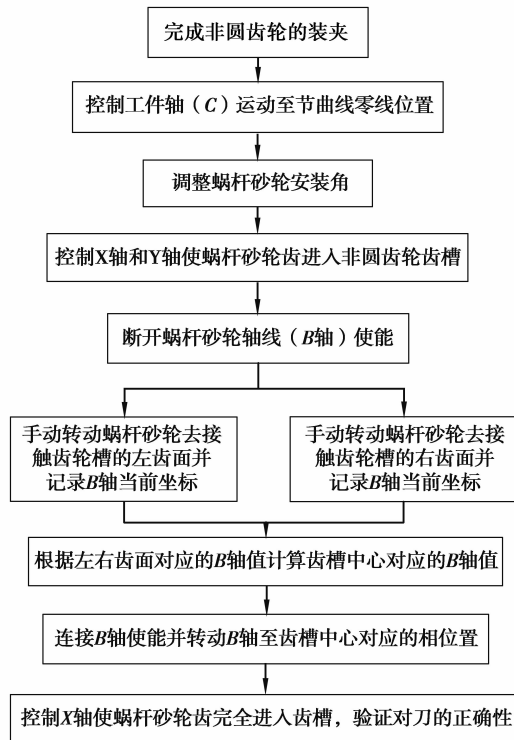 完成非圆齿轮的装夹
控制工件轴（C）运动至节曲线零线位置
调整蜗杆砂轮安装角
控制X轴和Y轴使蜗杆砂轮齿进入非圆齿轮齿槽
断开蜗杆砂轮轴线（B轴）使能
手动转动蜗杆砂轮去接
触齿轮槽的左齿面并
记录B轴当前坐标
手动转动蜗杆砂轮去接
触齿轮槽的右齿面并
记录B轴当前坐标
根据左右齿面对应的B轴值计算齿槽中心对应的B轴值
连接B轴使能并转动B轴至齿槽中心对应的相位置
控制X轴使蜗杆砂轮齿完全进入齿槽，验证对刀的正确性